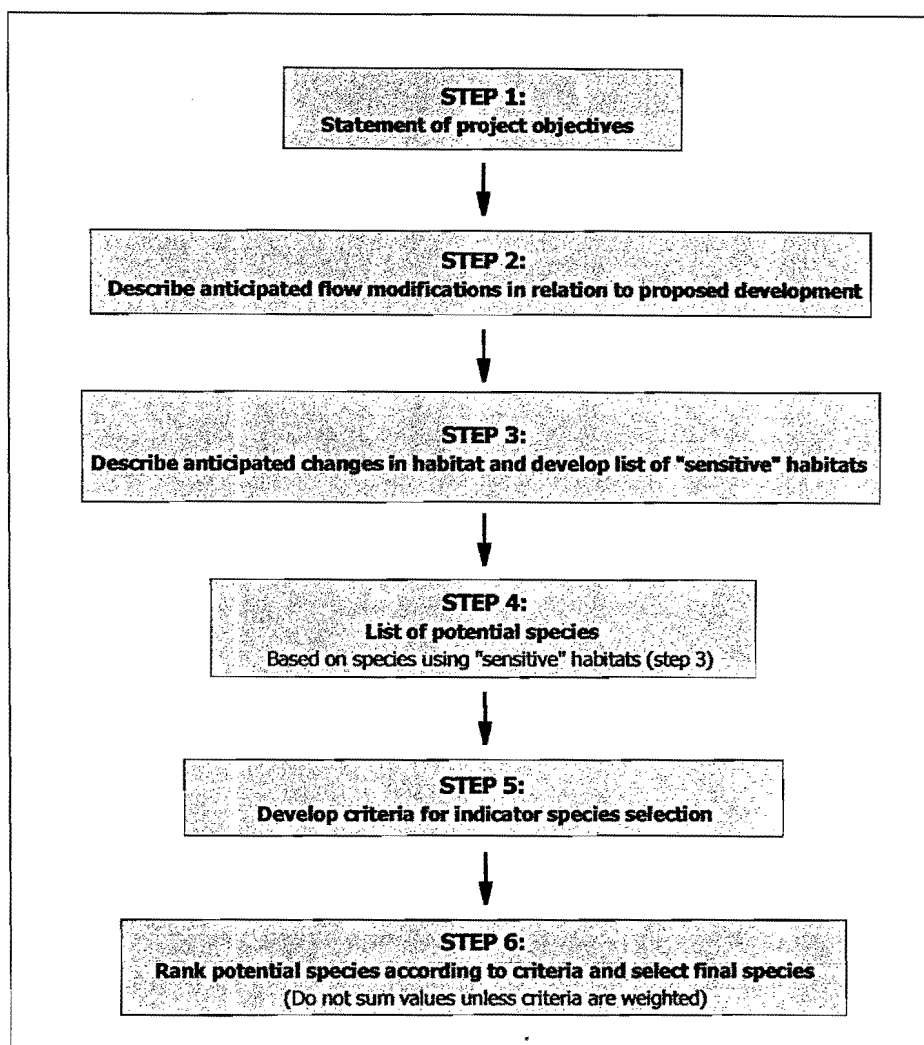 STEP 1:
Statement of project objectives
STEP 2:
Describe anticipated flow modifications in relation to proposed development
STEP 3:
Describe anticipated changes in habitat and develop list of "sensitive" habitats
STEP 4:
List of potential species
Based on species using "sensitive" habitats (step 3)
STEP 5:
Develop criteria for indicator species selection
STEP 6:
Rank potential species according to criteria and select final species
(Do not sum values unless criteria are weighted)